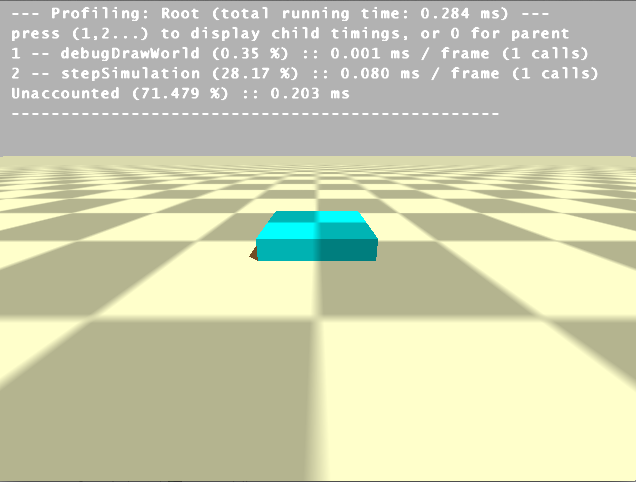 --- Profiling: Root (total running time: 0.284 ms) ---
press (1,2...) to display child timings, or 0 for parent
1 -- debugDrawWorld (0.35 %) :: 0.001 ms / frame (1 calls)
2 -- stepSimulation (28.17 %) :: 0.080 ms / frame (1 calls)
Unaccounted (71.479 %) :: 0.203 ms
-------------------------------------------------